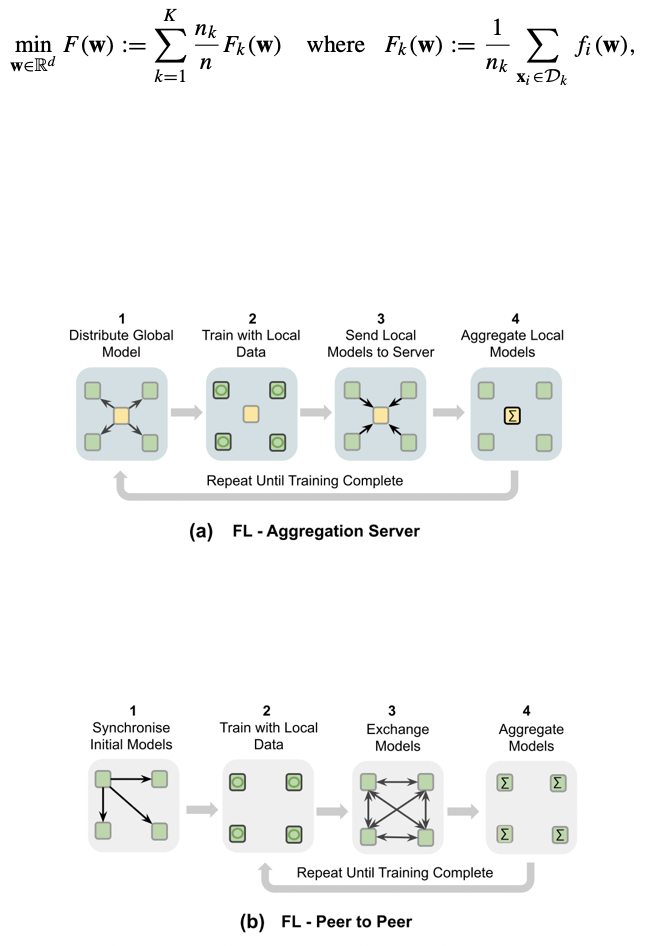 min w∈ℝ^d F(w) := ∑_{k=1}^{K} n_k/n F_k(w) where F_k(w) := 1/n_k ∑_{x_i∈𝒟_k} f_i(w),
1 2 3 4
Distribute Global Train with Local Send Local Aggregate Local
Model Data Models to Server Models
Σ
Repeat Until Training Complete
(a) FL - Aggregation Server
1 2 3 4
Synchronise Train with Local Exchange Aggregate
Initial Models Data Models Models
Σ Σ
Σ Σ
Repeat Until Training Complete
(b) FL - Peer to Peer